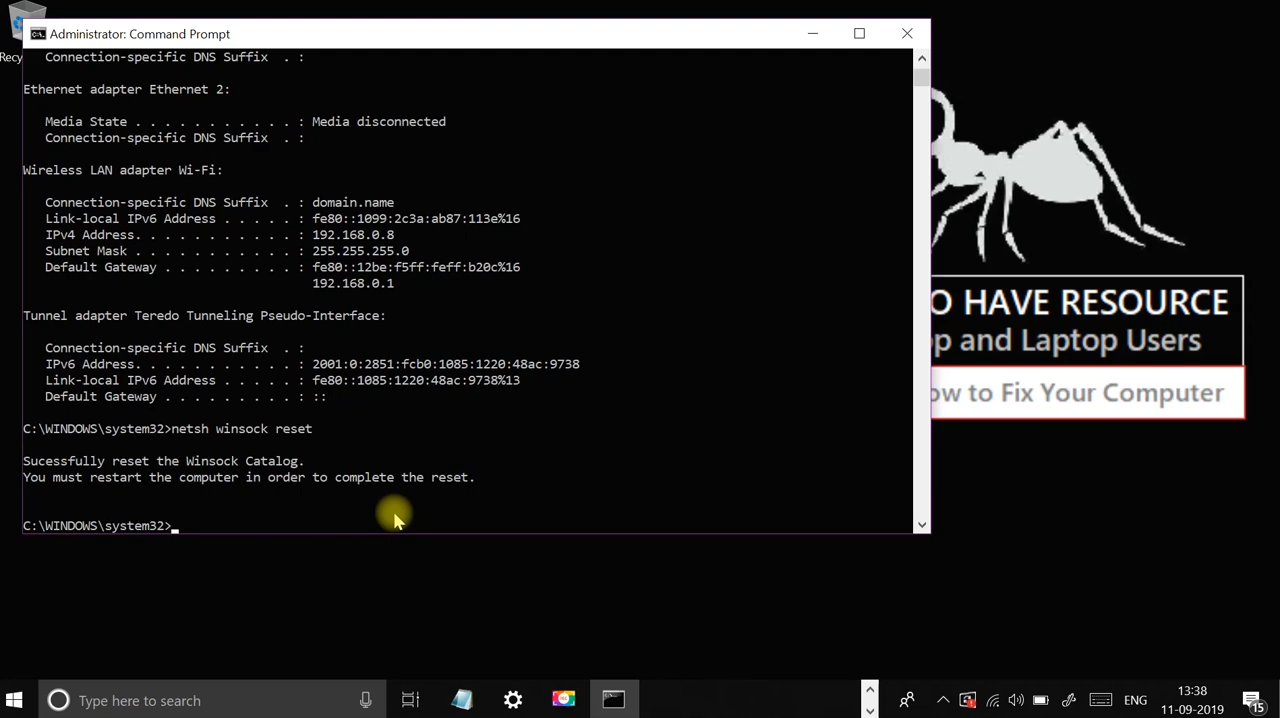 Recy
Administrator: Command Prompt
Connection-specific DNS Suffix . :
Ethernet adapter Ethernet 2:
Media State . . . . . . . . . . . : Media disconnected
Connection-specific DNS Suffix . :
Wireless LAN adapter Wi-Fi:
Connection-specific DNS Suffix . : domain.name
Link-local IPv6 Address . . . . . : fe80::1099:2c3a:ab87:113e%16
IPv4 Address. . . . . . . . . . . : 192.168.0.8
Subnet Mask . . . . . . . . . . . : 255.255.255.0
Default Gateway . . . . . . . . . : fe80::12be:f5ff:feff:b20c%16
192.168.0.1
Tunnel adapter Teredo Tunneling Pseudo-Interface:
Connection-specific DNS Suffix . :
IPv6 Address. . . . . . . . . . . : 2001:0:2851:fcb0:1085:1220:48ac:9738
Link-local IPv6 Address . . . . . : fe80::1085:1220:48ac:9738%13
Default Gateway . . . . . . . . . : ::
C:\WINDOWS\system32>netsh winsock reset
Sucessfully reset the Winsock Catalog.
You must restart the computer in order to complete the reset.
C:\WINDOWS\system32>
O HAVE RESOURCE
op and Laptop Users
ow to Fix Your Computer
Type here to search
ENG
13:38
11-09-2019
15